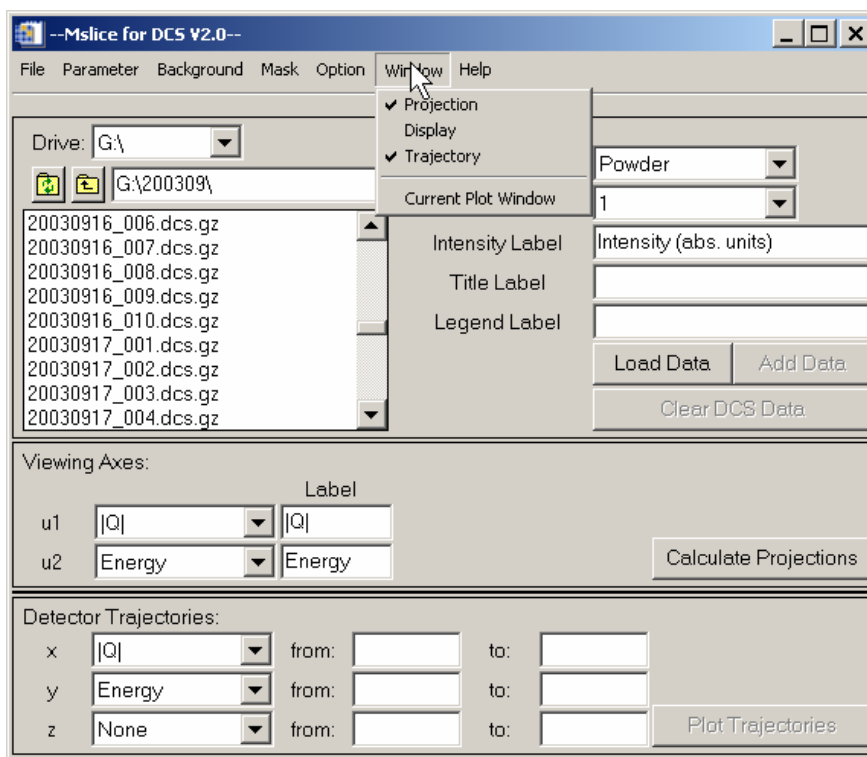 --Mslice for DCS V2.0--
File Parameter Background Mask Option Window Help
Projection
Display
Trajectory
Current Plot Window
Drive: G:\
G:\200309\
20030916_006.dcs.gz
20030916_007.dcs.gz
20030916_008.dcs.gz
20030916_009.dcs.gz
20030916_010.dcs.gz
20030917_001.dcs.gz
20030917_002.dcs.gz
20030917_003.dcs.gz
20030917_004.dcs.gz
Powder
1
Intensity Label Intensity (abs. units)
Title Label
Legend Label
Load Data Add Data
Clear DCS Data
Viewing Axes:
Label
u1 |Q| |Q|
u2 Energy Energy
Calculate Projections
Detector Trajectories:
x |Q| from: to:
y Energy from: to:
z None from: to:
Plot Trajectories